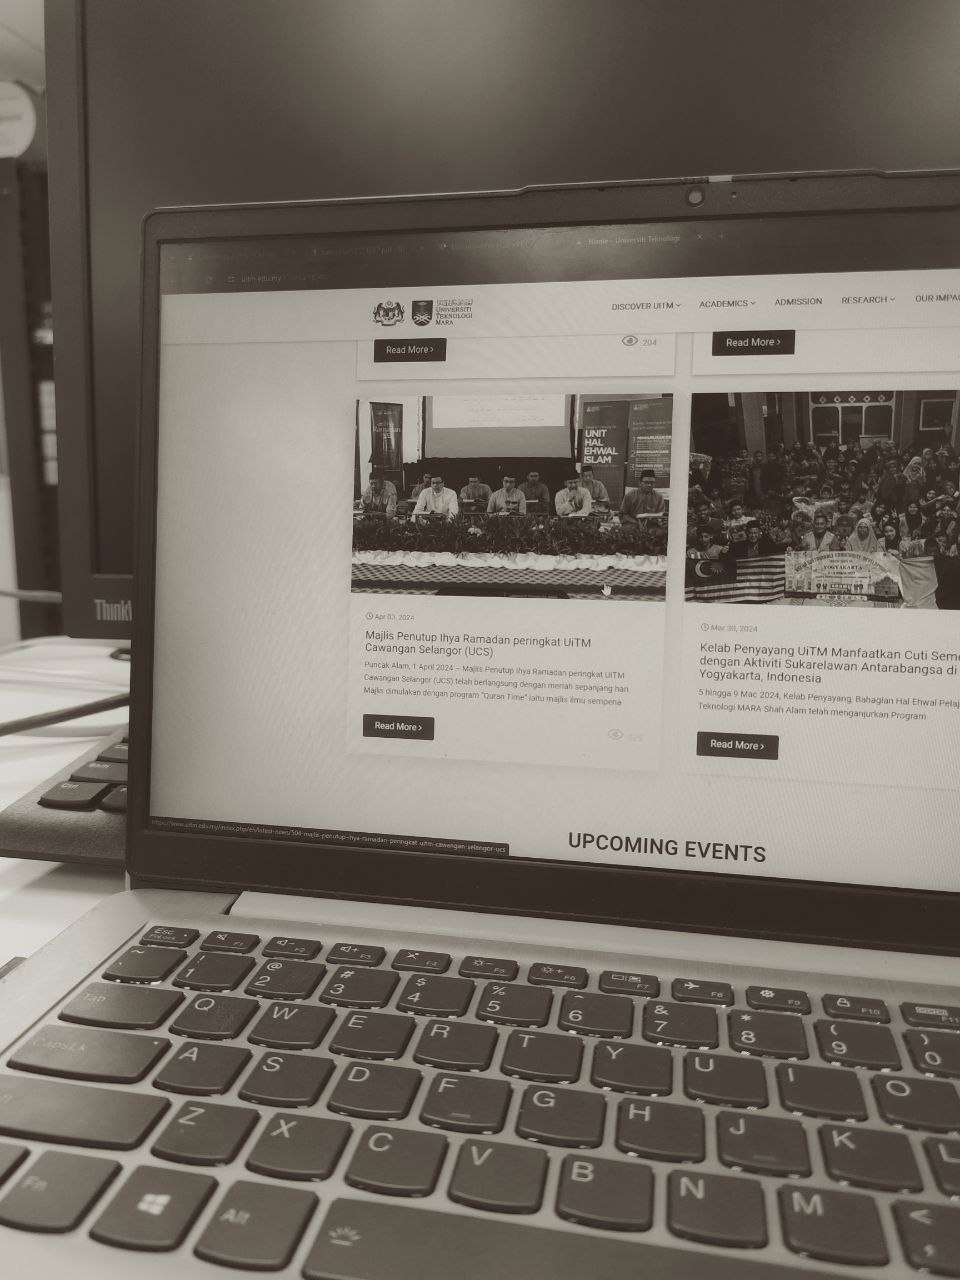 Home - Universiti Teknologi
uitm.edu.my
UNIVERSITI
TEKNOLOGI
MARA
DISCOVER UITM
ACADEMICS
ADMISSION
RESEARCH
OUR IMPAC
Read More ›
204
Read More ›
UNIT
HAL
EHWAL
ISLAM
YOGYAKARTA
Apr 03, 2024
Majlis Penutup Ihya Ramadan peringkat UiTM
Cawangan Selangor (UCS)
Puncak Alam, 1 April 2024 – Majlis Penutup Ihya Ramadan peringkat UiTM
Cawangan Selangor (UCS) telah berlangsung dengan meriah sepanjang hari.
Majlis dimulakan dengan program "Quran Time" iaitu majlis ilmu sempena
Read More ›
Mar 30, 2024
Kelab Penyayang UiTM Manfaatkan Cuti Seme
dengan Aktiviti Sukarelawan Antarabangsa di
Yogyakarta, Indonesia
5 hingga 9 Mac 2024, Kelab Penyayang, Bahagian Hal Ehwal Pelaj
Teknologi MARA Shah Alam telah menganjurkan Program
Read More ›
UPCOMING EVENTS
https://www.uitm.edu.my/index.php/en/latest-news/504-majlis-penutup-ihya-ramadan-peringkat-uitm-cawangan-selangor-ucs
Think
Ctrl
Shift
Esc
FnLock
F1
F2
F3
F4
F5
F6
F7
F8
F9
F10
F11
~ `
! 1
@ 2
# 3
$ 4
% 5
^ 6
& 7
* 8
( 9
) 0
Tab Q W E R T Y U I O
CapsLk A S D F G H J K L
Z X C V B N M < ,
Fn
Alt